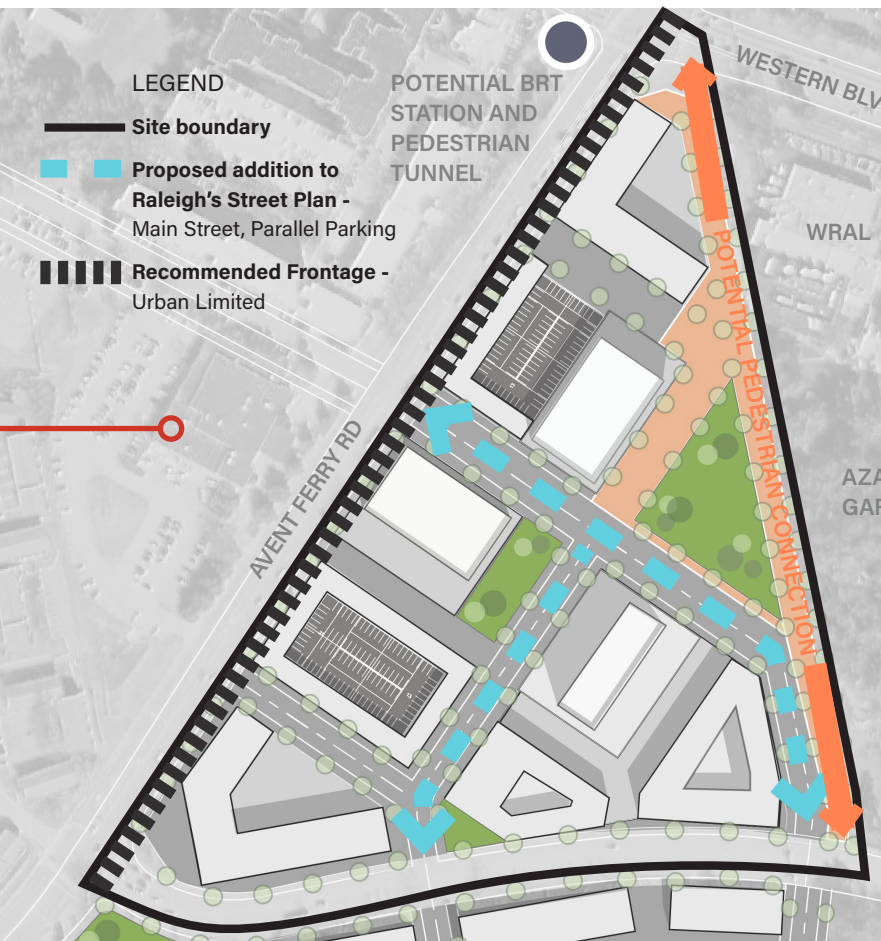 LEGEND
Site boundary
Proposed addition to
Raleigh's Street Plan -
Main Street, Parallel Parking
Recommended Frontage -
Urban Limited
POTENTIAL BRT
STATION AND
PEDESTRIAN
TUNNEL
WESTERN BLV
WRAL
POTENTIAL PEDESTRIAN CONNECTION
AVENT FERRY RD
AZA
GAR